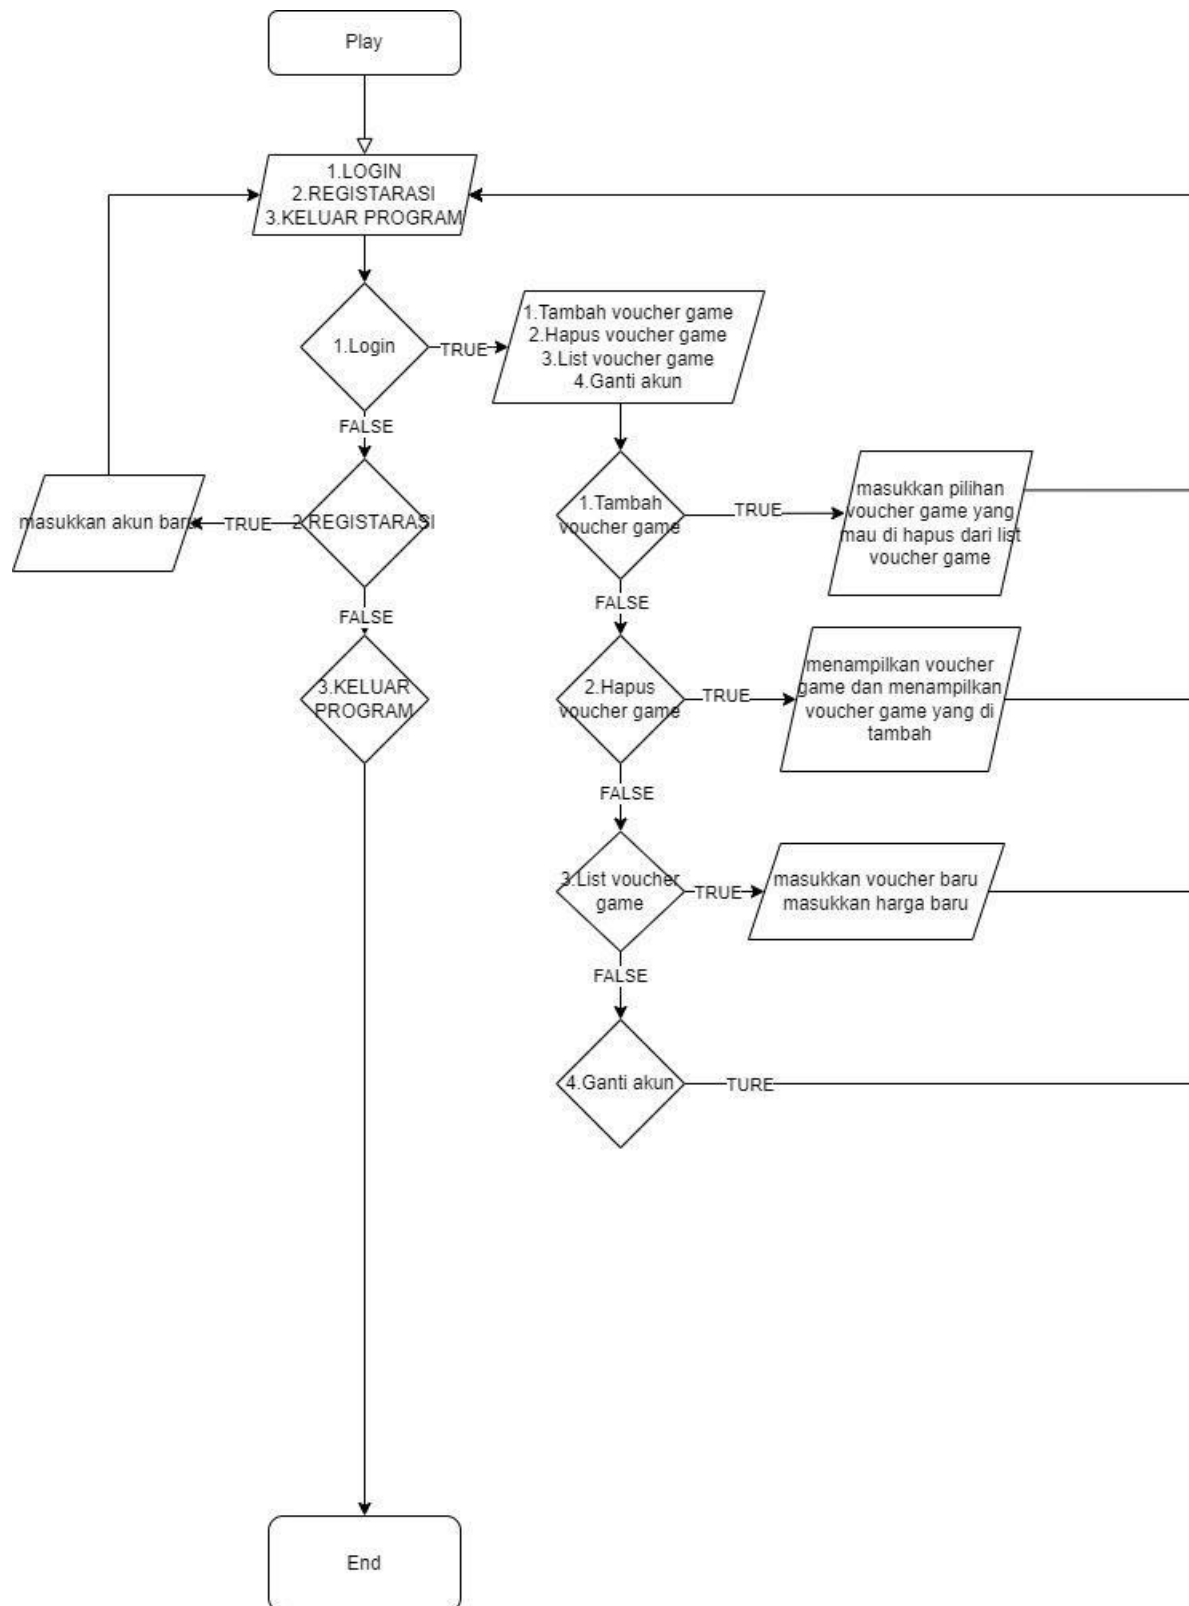 Play
1.LOGIN
2.REGISTARASI
3.KELUAR PROGRAM
1.Login
TRUE
1.Tambah voucher game
2.Hapus voucher game
3.List voucher game
4.Ganti akun
FALSE
masukkan akun baru
TRUE
2.REGISTARASI
1.Tambah
voucher game
TRUE
masukkan pilihan
voucher game yang
mau di hapus dari list
voucher game
FALSE
FALSE
3.KELUAR
PROGRAM
2.Hapus
voucher game
TRUE
menampilkan voucher
game dan menampilkan
voucher game yang di
tambah
FALSE
3.List voucher
game
TRUE
masukkan voucher baru
masukkan harga baru
FALSE
4.Ganti akun
TURE
End